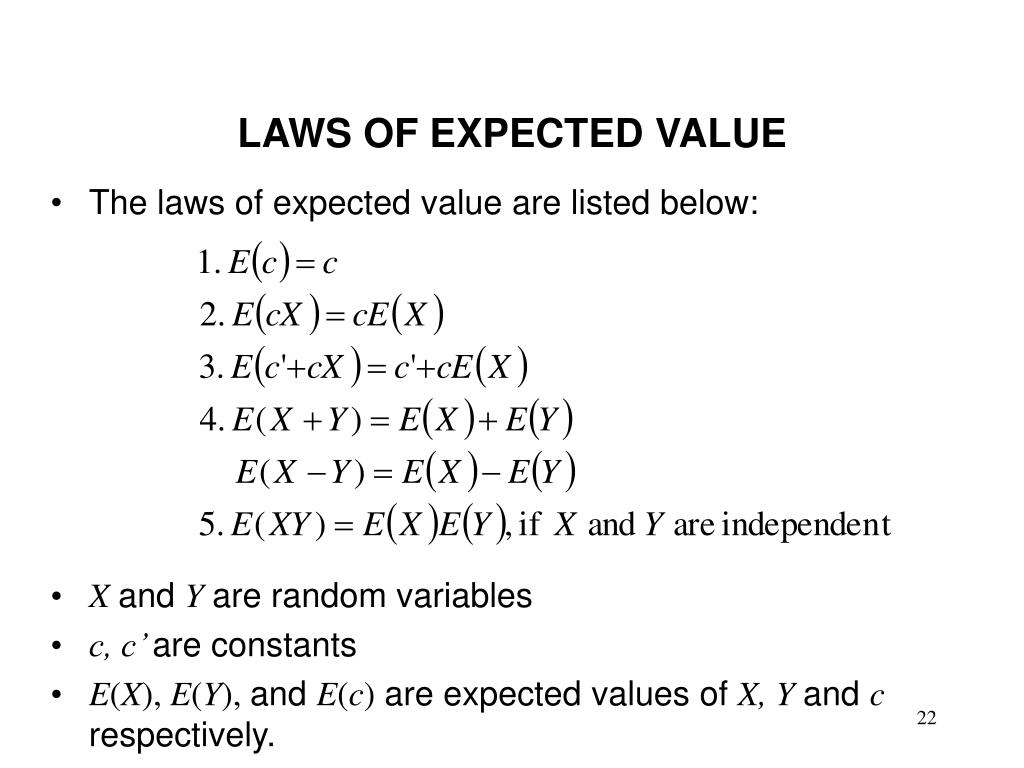 LAWS OF EXPECTED VALUE
• The laws of expected value are listed below:
1. E(c) = c
2. E(cX) = cE(X)
3. E(c'+cX) = c'+cE(X)
4. E(X + Y) = E(X) + E(Y)
E(X − Y) = E(X) − E(Y)
5. E(XY) = E(X)E(Y), if X and Y are independent
• X and Y are random variables
• c, c’ are constants
• E(X), E(Y), and E(c) are expected values of X, Y and c
respectively.
22